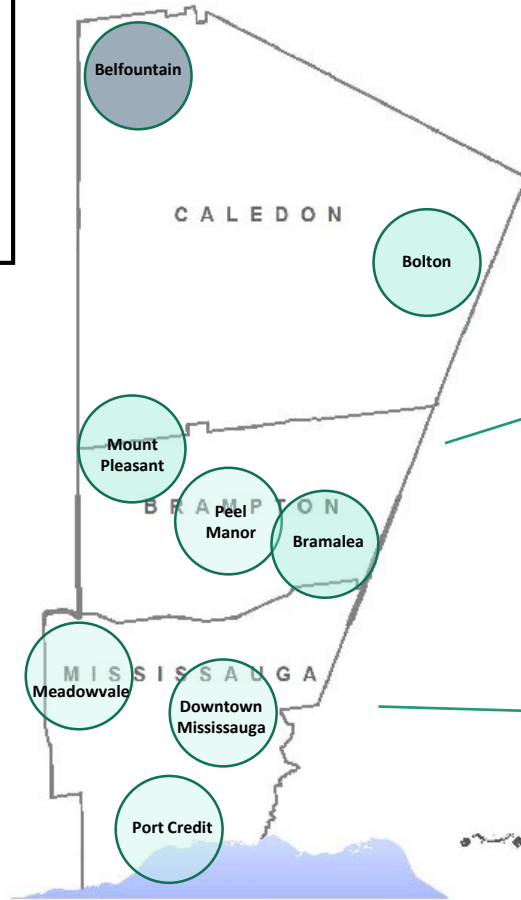 Belfountain
CALEDON
Bolton
Mount
Pleasant
BRAMPTON
Peel
Manor
Bramalea
MISSISSAUGA
Meadowvale
Downtown
Mississauga
Port Credit